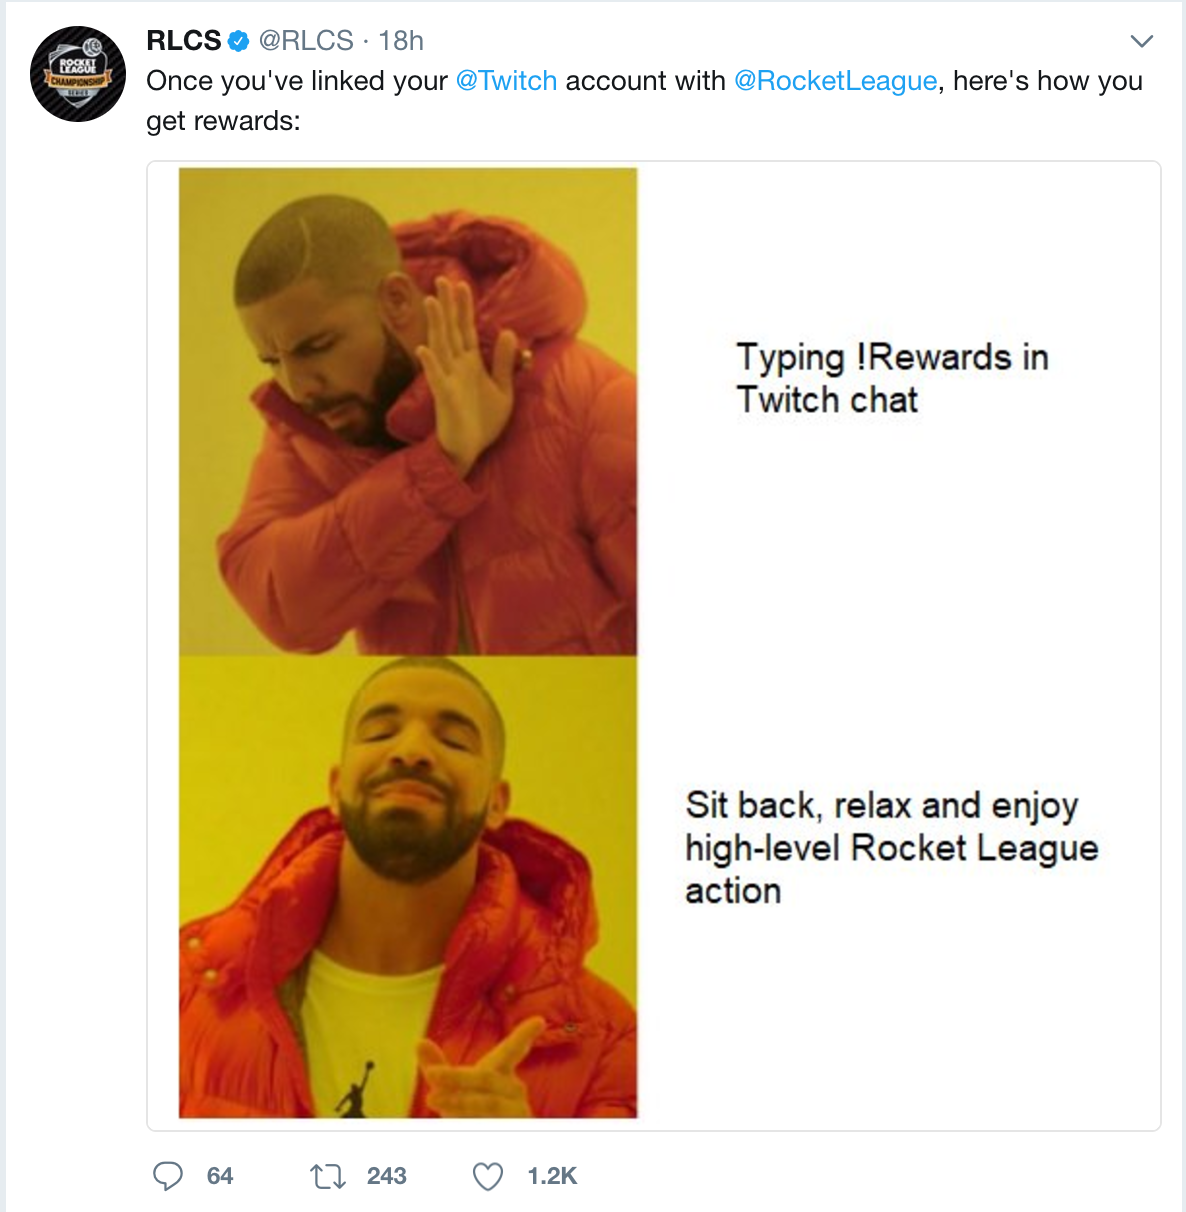 RLCS @RLCS · 18h
Once you've linked your @Twitch account with @RocketLeague, here's how you
get rewards:
ROCKET
LEAGUE
CHAMPIONSHIP
SERIES
Typing !Rewards in
Twitch chat
Sit back, relax and enjoy
high-level Rocket League
action
64 243 1.2K